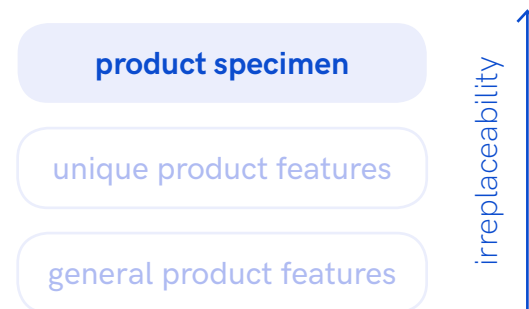 product specimen
unique product features
general product features
irreplaceability